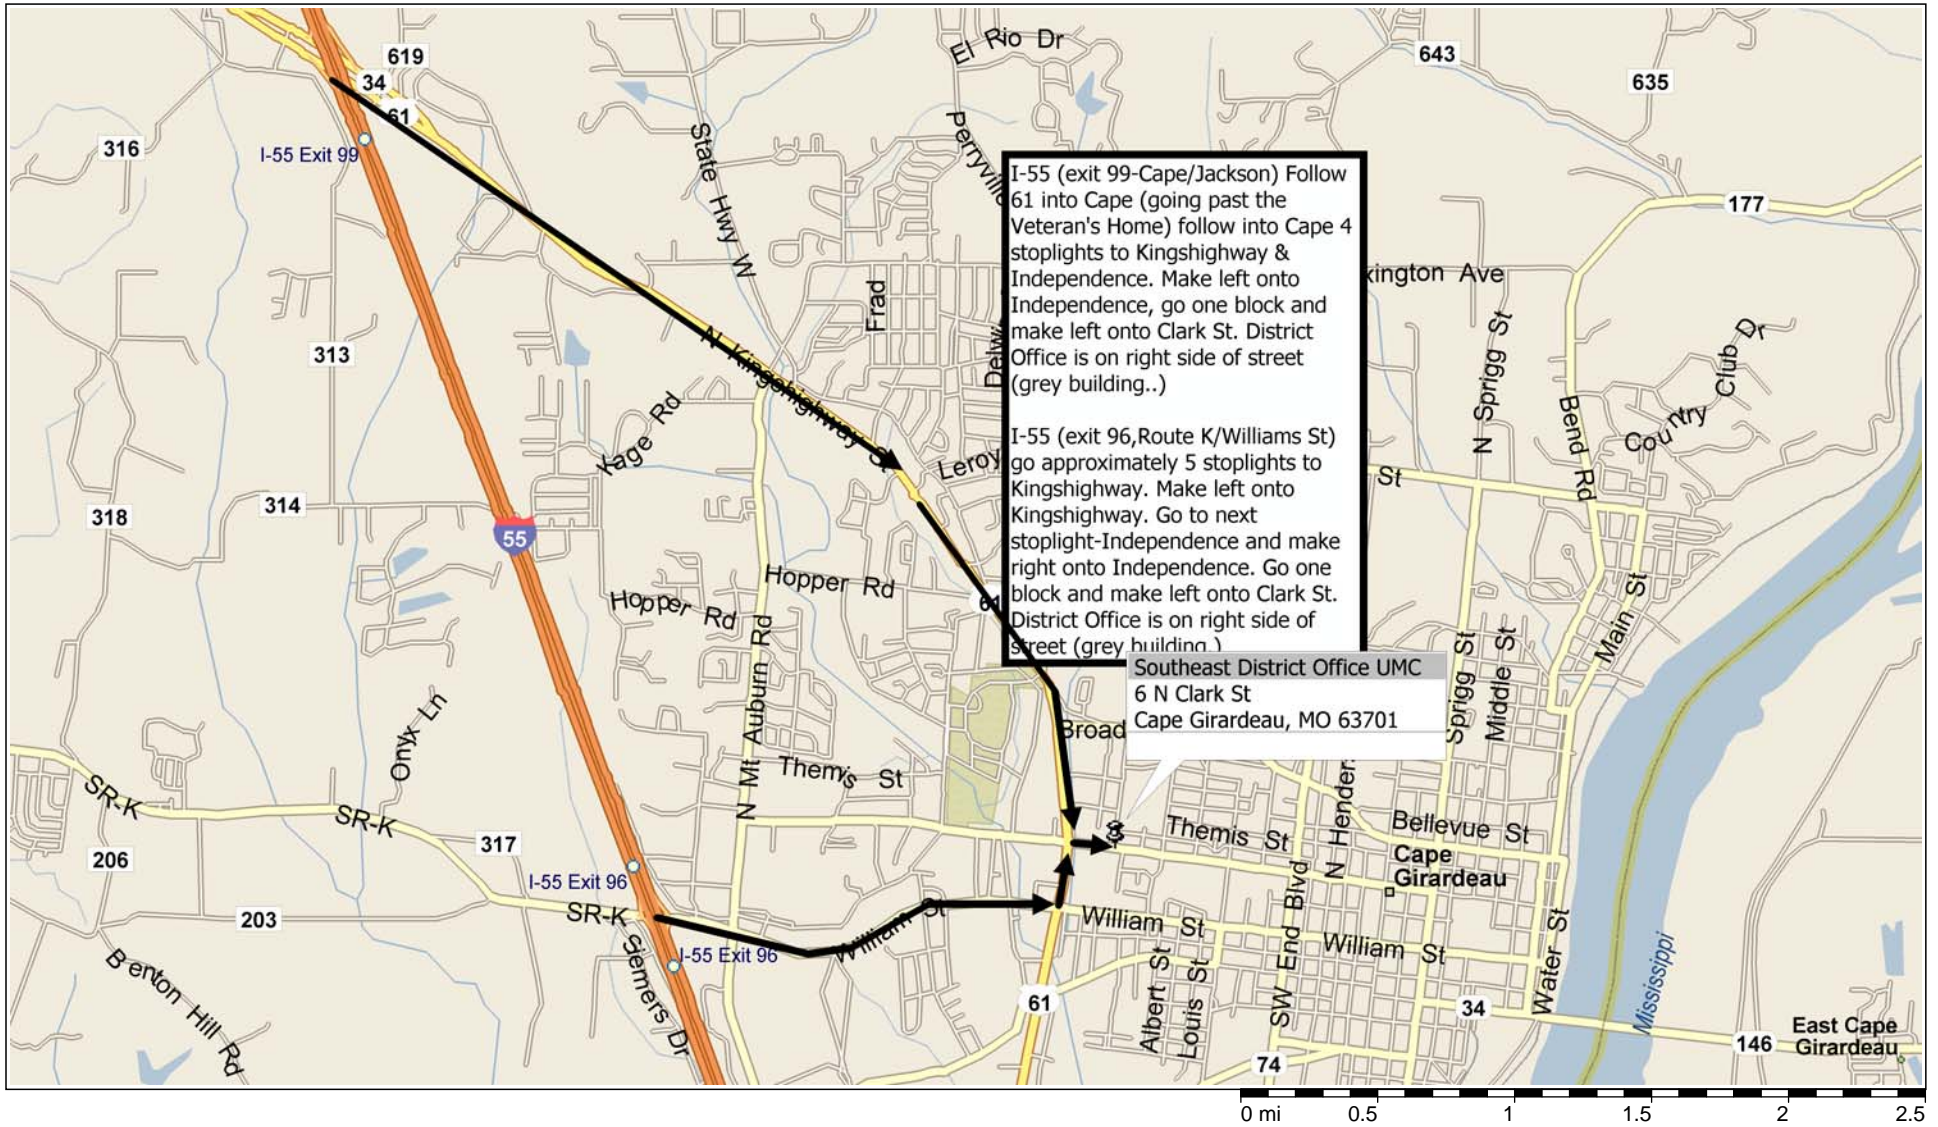 619
34
61
316
I-55 Exit 99
State Hwy W
El Rio Dr
643
635
177
I-55 (exit 99-Cape/Jackson) Follow
61 into Cape (going past the
Veteran's Home) follow into Cape 4
stoplights to Kingshighway &
Independence. Make left onto
Independence, go one block and
make left onto Clark St. District
Office is on right side of street
(grey building..)
I-55 (exit 96,Route K/Williams St)
go approximately 5 stoplights to
Kingshighway. Make left onto
Kingshighway. Go to next
stoplight-Independence and make
right onto Independence. Go one
block and make left onto Clark St.
District Office is on right side of
street (grey building.)
Southeast District Office UMC
6 N Clark St
Cape Girardeau, MO 63701
Frad
313
N Kingshighway St
Kage Rd
Leroy
N Sprigg St
Bend Rd
Country Club Dr
St
318
314
55
Hopper Rd
Hopper Rd
61
Main St
Sprigg St
Middle St
N Mt Auburn Rd
Onyx Ln
Themis St
Broad
SR-K
SR-K
317
206
I-55 Exit 96
Themis St
Bellevue St
Cape
Girardeau
203
SR-K
William St
William St
William St
SW End Blvd
Water St
I-55 Exit 96
Siemers Dr
Benton Hill Rd
61
Albert St
Louis St
34
74
Mississippi
146
East Cape
Girardeau
0 mi 0.5 1 1.5 2 2.5